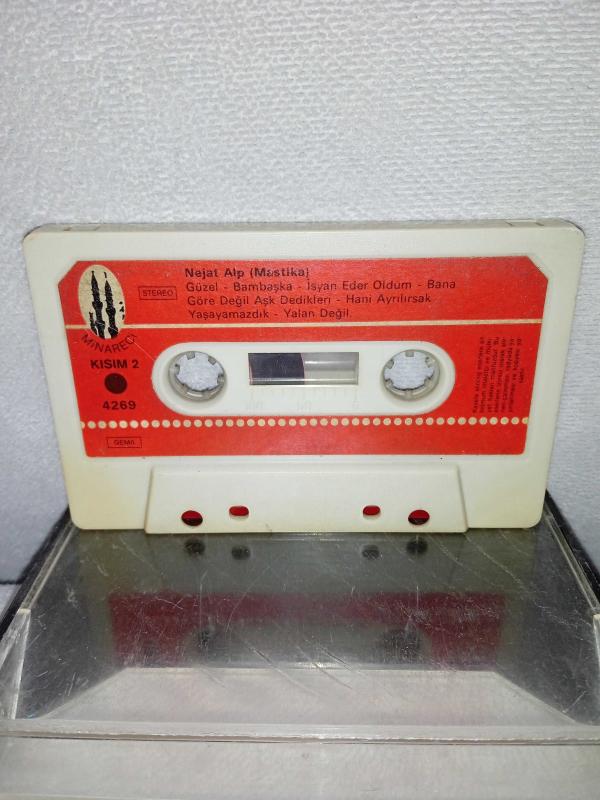 Nejat Alp (Mastika)
STEREO
Güzel - Bambaşka - İsyan Eder Oldum - Bana
Göre Değil Aşk Dedikleri - Hani Ayrılırsak
Yaşayamazdık - Yalan Değil.
MİNARECİ
KISIM 2
4269
GEMA